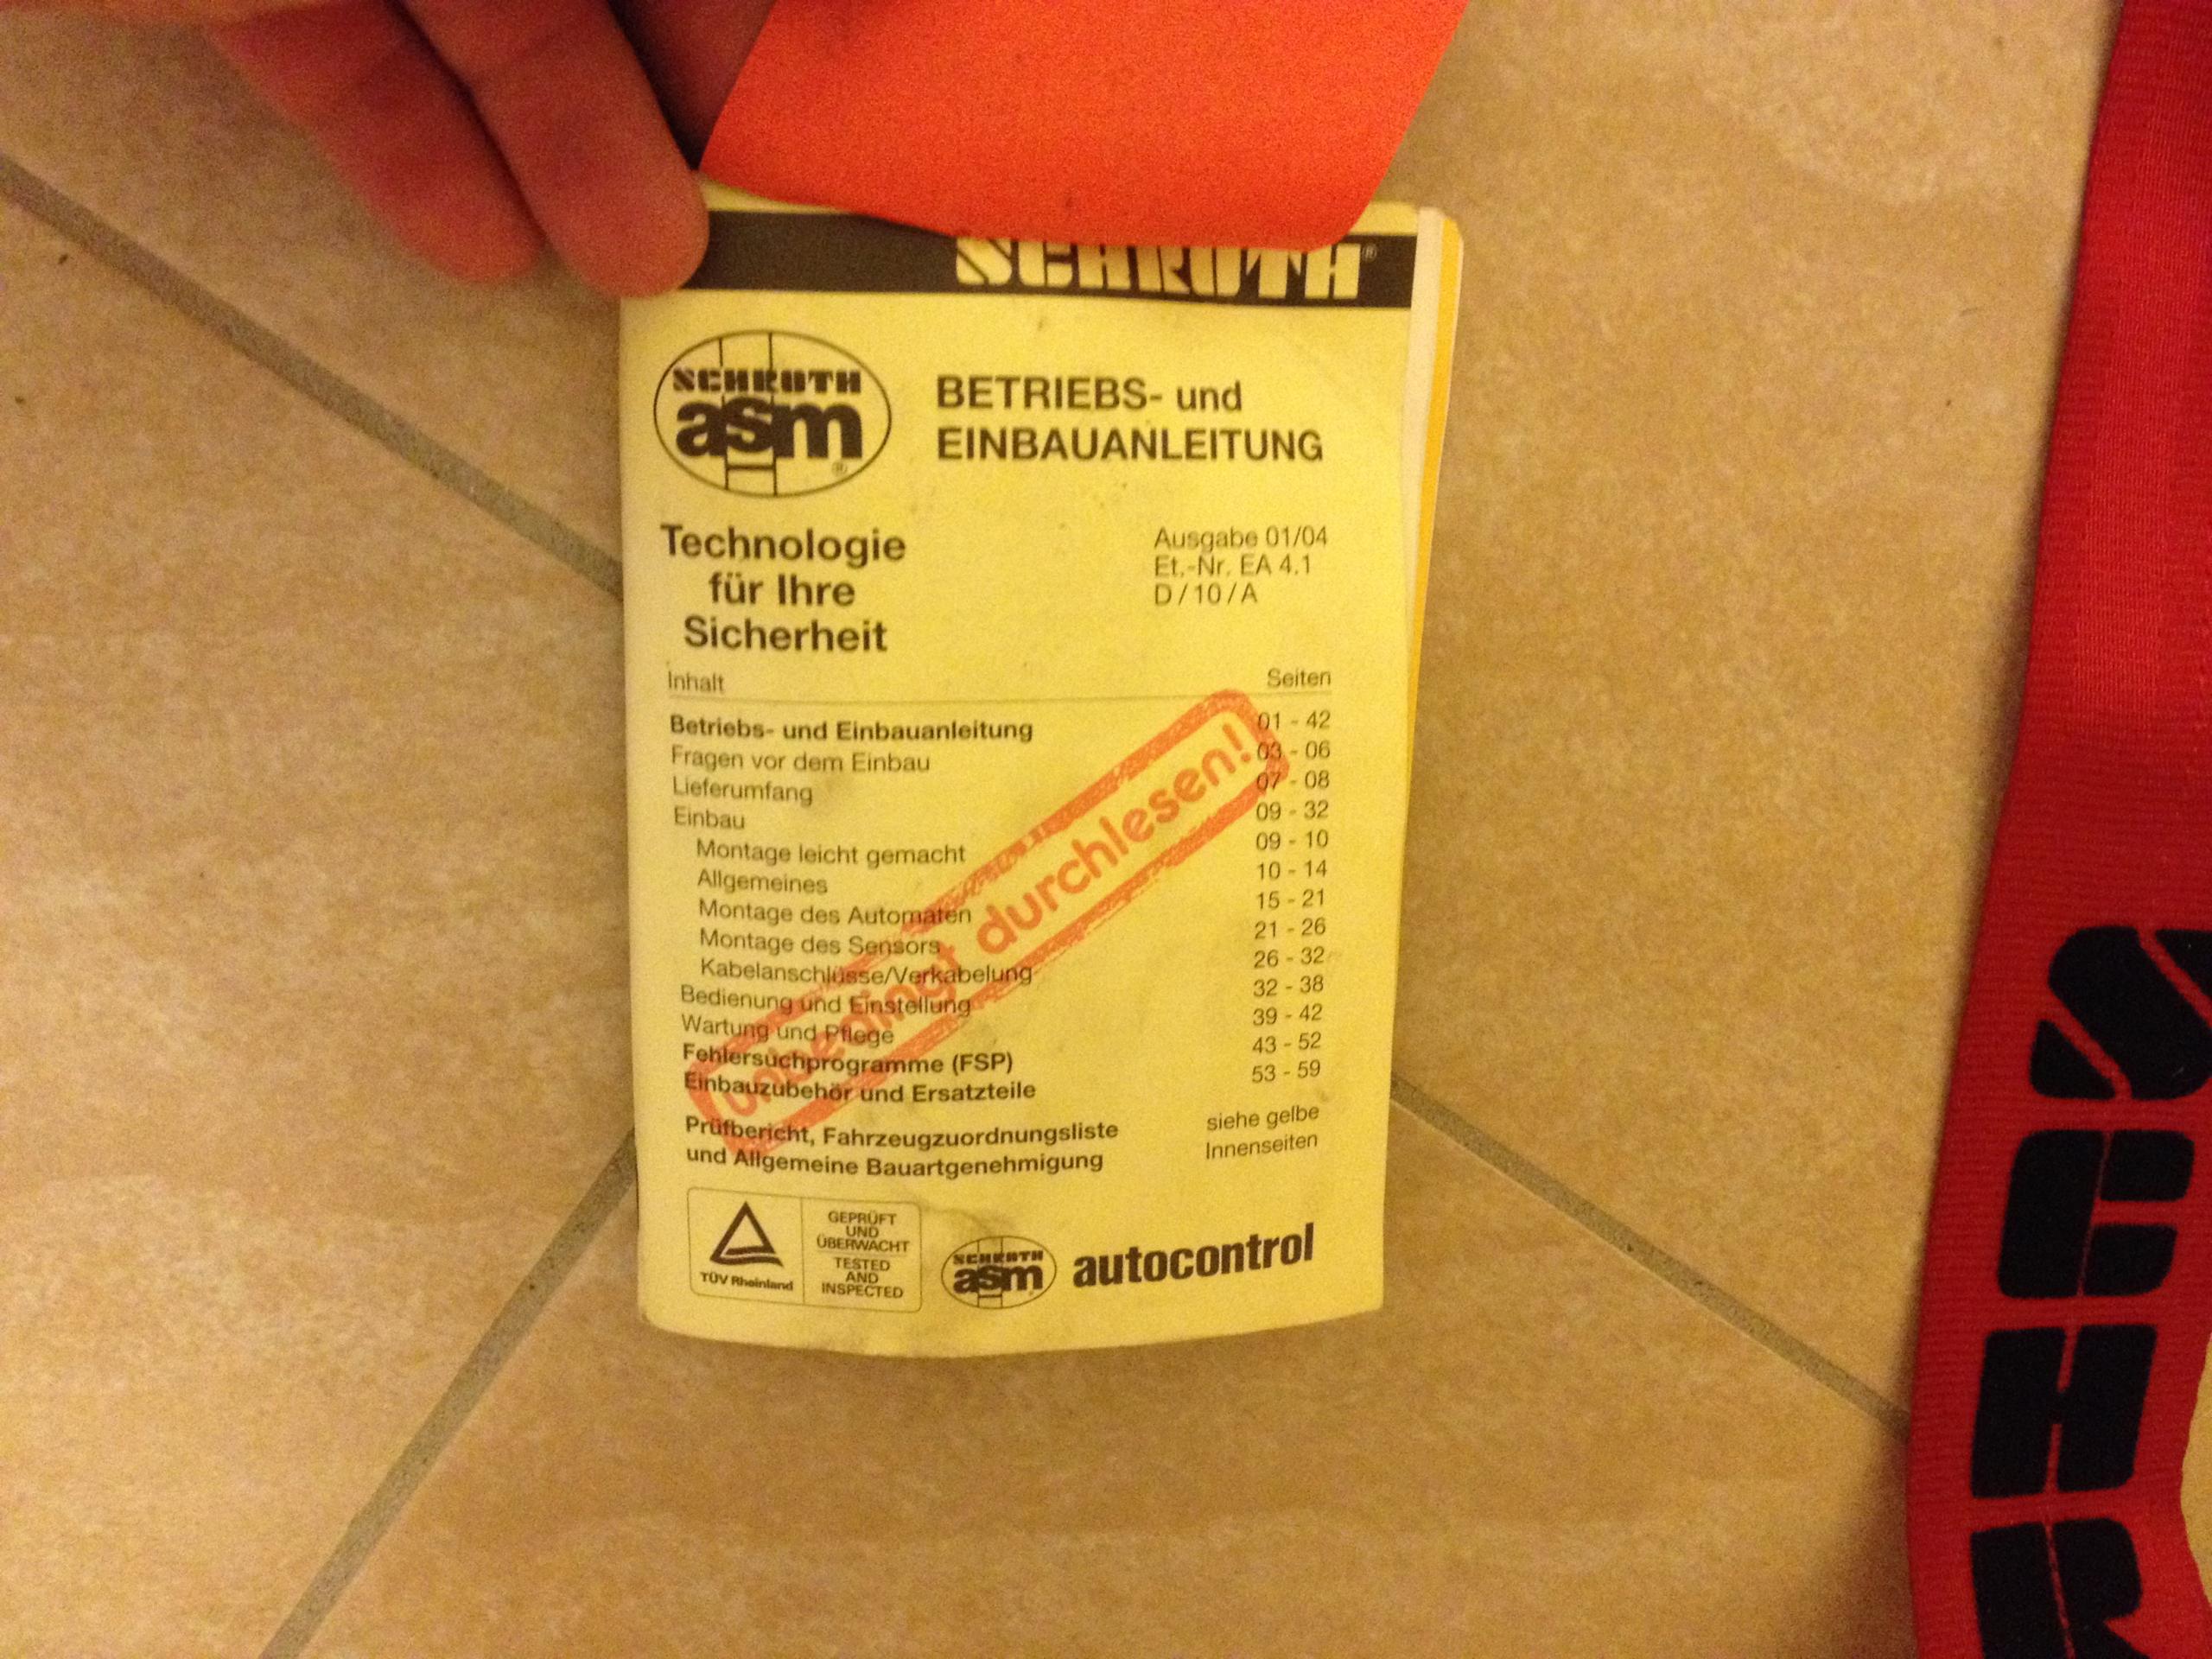 SCHROTH®
SCHROTH
asm®
BETRIEBS- und
EINBAUANLEITUNG
Technologie
für Ihre
Sicherheit
Ausgabe 01/04
Et.-Nr. EA 4.1
D / 10 / A
Inhalt Seiten
Betriebs- und Einbauanleitung 01 - 42
Fragen vor dem Einbau 03 - 06
Lieferumfang 07 - 08
Einbau 09 - 32
Montage leicht gemacht 09 - 10
Allgemeines 10 - 14
Montage des Automaten 15 - 21
Montage des Sensors 21 - 26
Kabelanschlüsse/Verkabelung 26 - 32
Bedienung und Einstellung 32 - 38
Wartung und Pflege 39 - 42
Fehlersuchprogramme (FSP) 43 - 52
Einbauzubehör und Ersatzteile 53 - 59
Prüfbericht, Fahrzeugzuordnungsliste siehe gelbe
und Allgemeine Bauartgenehmigung Innenseiten
unbedingt durchlesen!
TÜV Rheinland
GEPRÜFT
UND
ÜBERWACHT
TESTED
AND
INSPECTED
SCHROTH
asm
autocontrol
SCHR